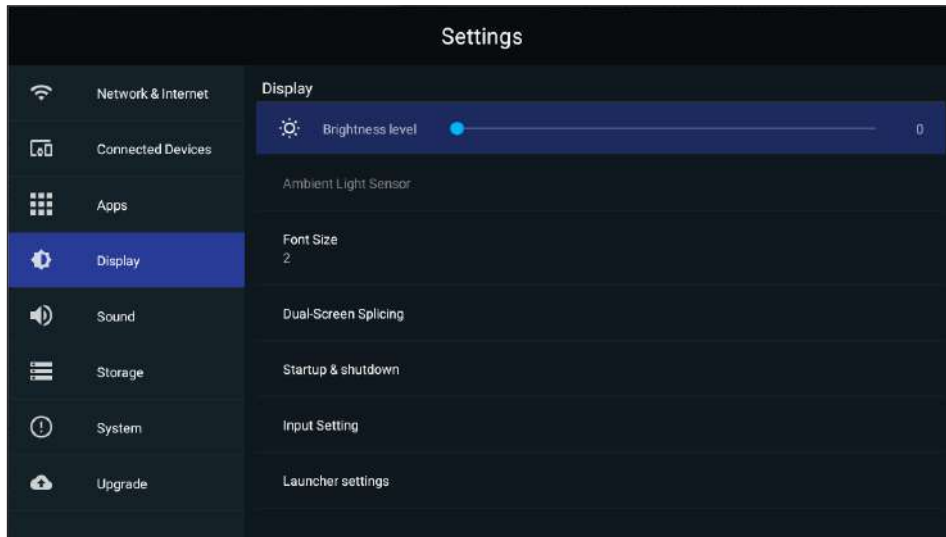 Settings
Network & Internet
Connected Devices
Apps
Display
Sound
Storage
System
Upgrade
Display
Brightness level 0
Ambient Light Sensor
Font Size
2
Dual-Screen Splicing
Startup & shutdown
Input Setting
Launcher settings